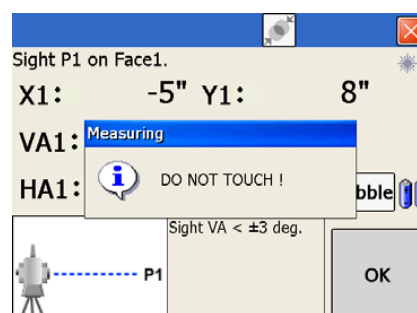 Sight P1 on Face1.
X1: -5" Y1: 8"
VA1:
Measuring
DO NOT TOUCH !
HA1:
Sight VA < ±3 deg.
P1
OK